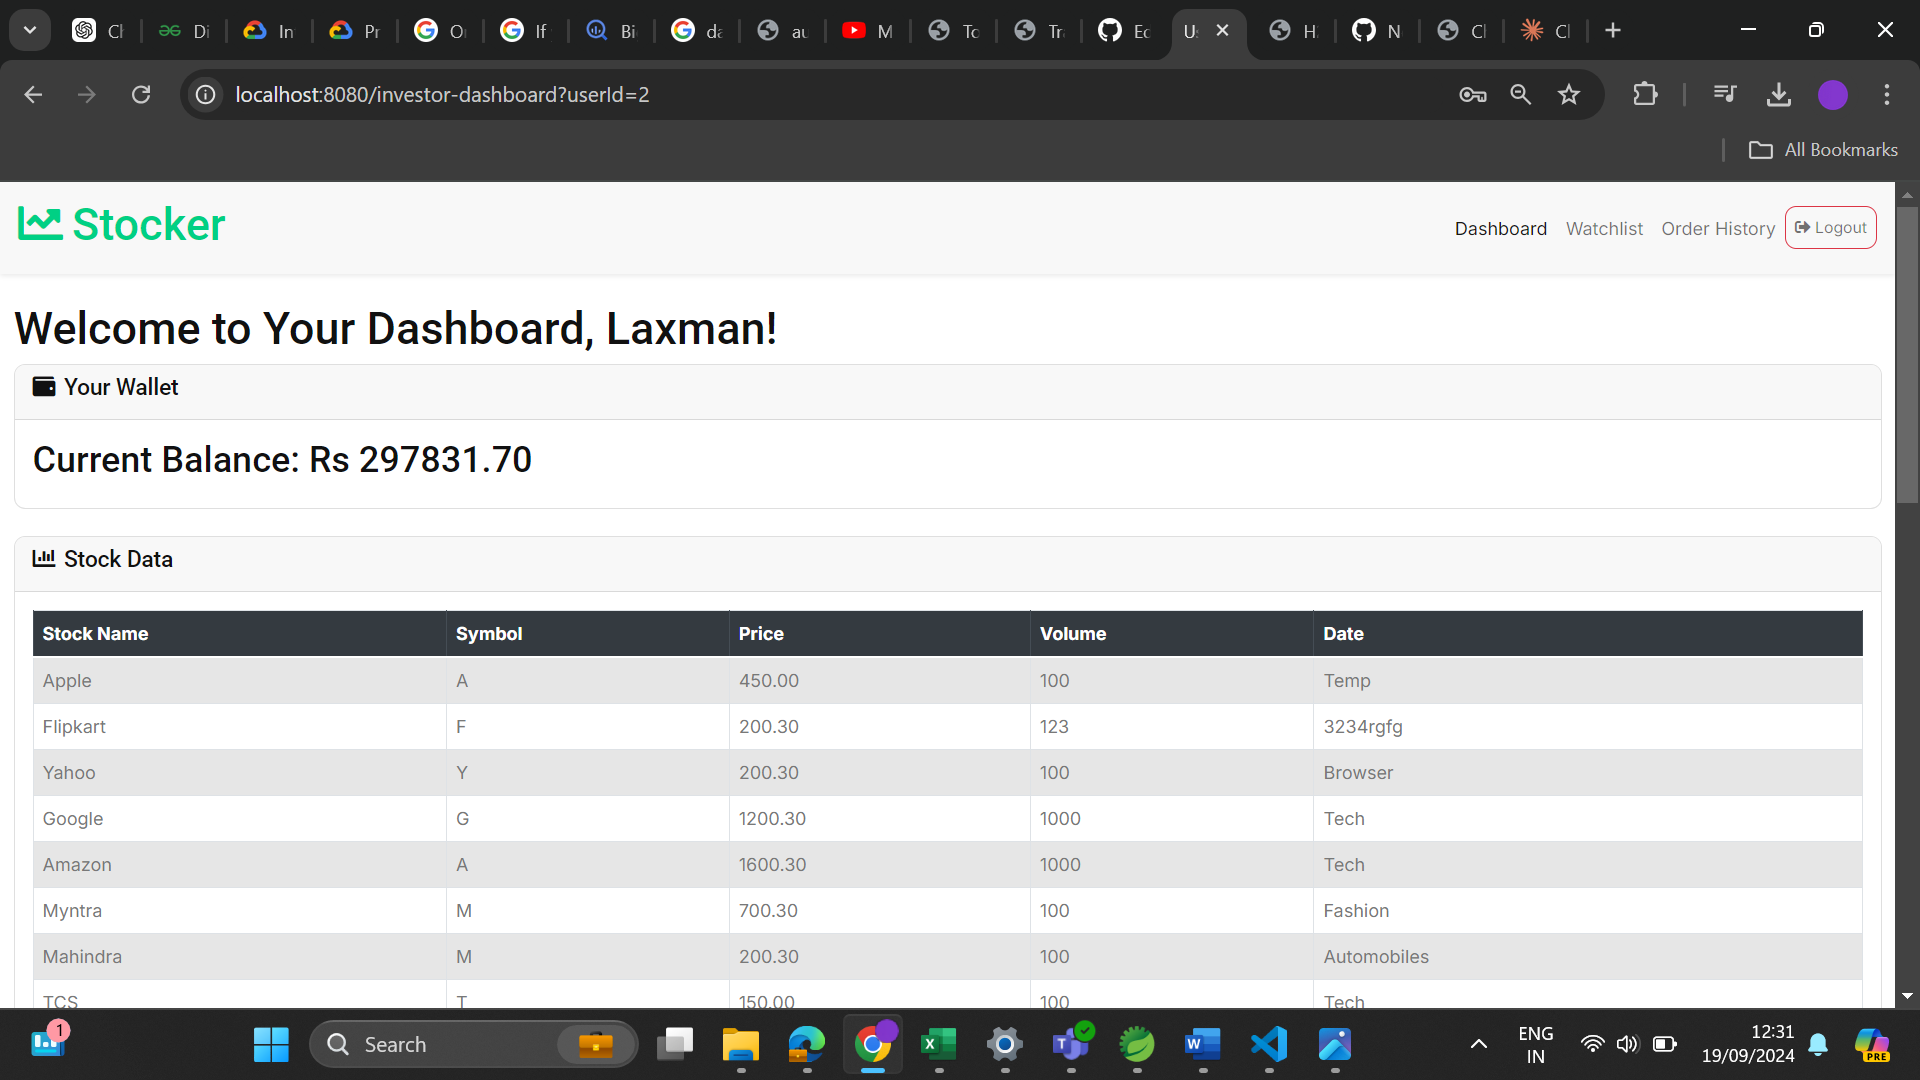 Cl
Di
In
Pr
O
If
Bi
da
au
M
To
Tr
Ed
Us
H
N
Cl
Cl
localhost:8080/investor-dashboard?userId=2
All Bookmarks
Stocker
Dashboard Watchlist Order History Logout
Welcome to Your Dashboard, Laxman!
Your Wallet
Current Balance: Rs 297831.70
Stock Data
Stock Name Symbol Price Volume Date
Apple A 450.00 100 Temp
Flipkart F 200.30 123 3234rgfg
Yahoo Y 200.30 100 Browser
Google G 1200.30 1000 Tech
Amazon A 1600.30 1000 Tech
Myntra M 700.30 100 Fashion
Mahindra M 200.30 100 Automobiles
TCS T 150.00 100 Tech
1
Search
ENG
IN
12:31
19/09/2024
PRE